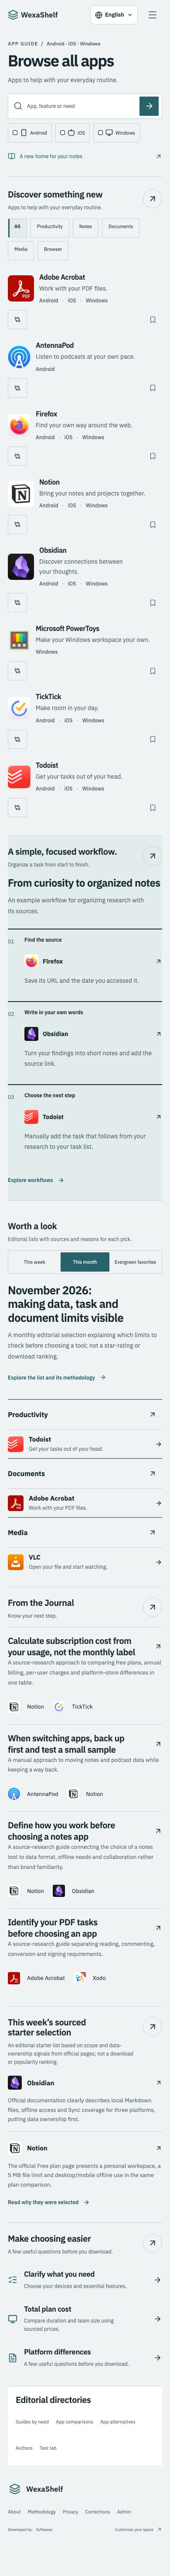 WexaShelf
English
APP GUIDE / Android · iOS · Windows
Browse all apps
Apps to help with your everyday routine.
App, feature or need
Android
iOS
Windows
A new home for your notes
Discover something new
Apps to help with your everyday routine.
All
Productivity
Notes
Documents
Media
Browser
Adobe Acrobat
Work with your PDF files.
Android · iOS · Windows
AntennaPod
Listen to podcasts at your own pace.
Android
Firefox
Find your own way around the web.
Android · iOS · Windows
Notion
Bring your notes and projects together.
Android · iOS · Windows
Obsidian
Discover connections between
your thoughts.
Android · iOS · Windows
Microsoft PowerToys
Make your Windows workspace your own.
Windows
TickTick
Make room in your day.
Android · iOS · Windows
Todoist
Get your tasks out of your head.
Android · iOS · Windows
A simple, focused workflow.
Organize a task from start to finish.
From curiosity to organized notes
An example workflow for organizing research with
its sources.
01
Find the source
Firefox
Save its URL and the date you accessed it.
02
Write in your own words
Obsidian
Turn your findings into short notes and add the
source link.
03
Choose the next step
Todoist
Manually add the task that follows from your
research to your task list.
Explore workflows
Worth a look
Editorial lists with sources and reasons for each pick.
This week
This month
Evergreen favorites
November 2026:
making data, task and
document limits visible
A monthly editorial selection explaining which limits to
check before choosing a tool; not a star-rating or
download ranking.
Explore the list and its methodology
Productivity
Todoist
Get your tasks out of your head.
Documents
Adobe Acrobat
Work with your PDF files.
Media
VLC
Open your file and start watching.
From the Journal
Know your next step.
Calculate subscription cost from
your usage, not the monthly label
A source-research approach to comparing free plans, annual
billing, per-user charges and platform-store differences in
one table.
Notion
TickTick
When switching apps, back up
first and test a small sample
A manual approach to moving notes and podcast data while
keeping a way back.
AntennaPod
Notion
Define how you work before
choosing a notes app
A source-research guide connecting the choice of a notes
tool to data format, offline needs and collaboration rather
than brand familiarity.
Notion
Obsidian
Identify your PDF tasks
before choosing an app
A source-research guide separating reading, commenting,
conversion and signing requirements.
Adobe Acrobat
Xodo
This week's sourced
starter selection
An editorial starter list based on scope and data-
ownership signals from official pages; not a download
or popularity ranking.
Obsidian
Official documentation clearly describes local Markdown
files, offline access and Sync coverage for three platforms,
putting data ownership first.
Notion
The official Free plan page presents a personal workspace, a
5 MB file limit and desktop/mobile offline use in the same
plan comparison.
Read why they were selected
Make choosing easier
A few useful questions before you download.
Clarify what you need
Choose your devices and essential features.
Total plan cost
Compare duration and team size using
sourced prices.
Platform differences
A few useful questions before you download.
Editorial directories
Guides by need
App comparisons
App alternatives
Authors
Test lab
WexaShelf
About
Methodology
Privacy
Corrections
Admin
Developed by: Softwexa
Customize your space